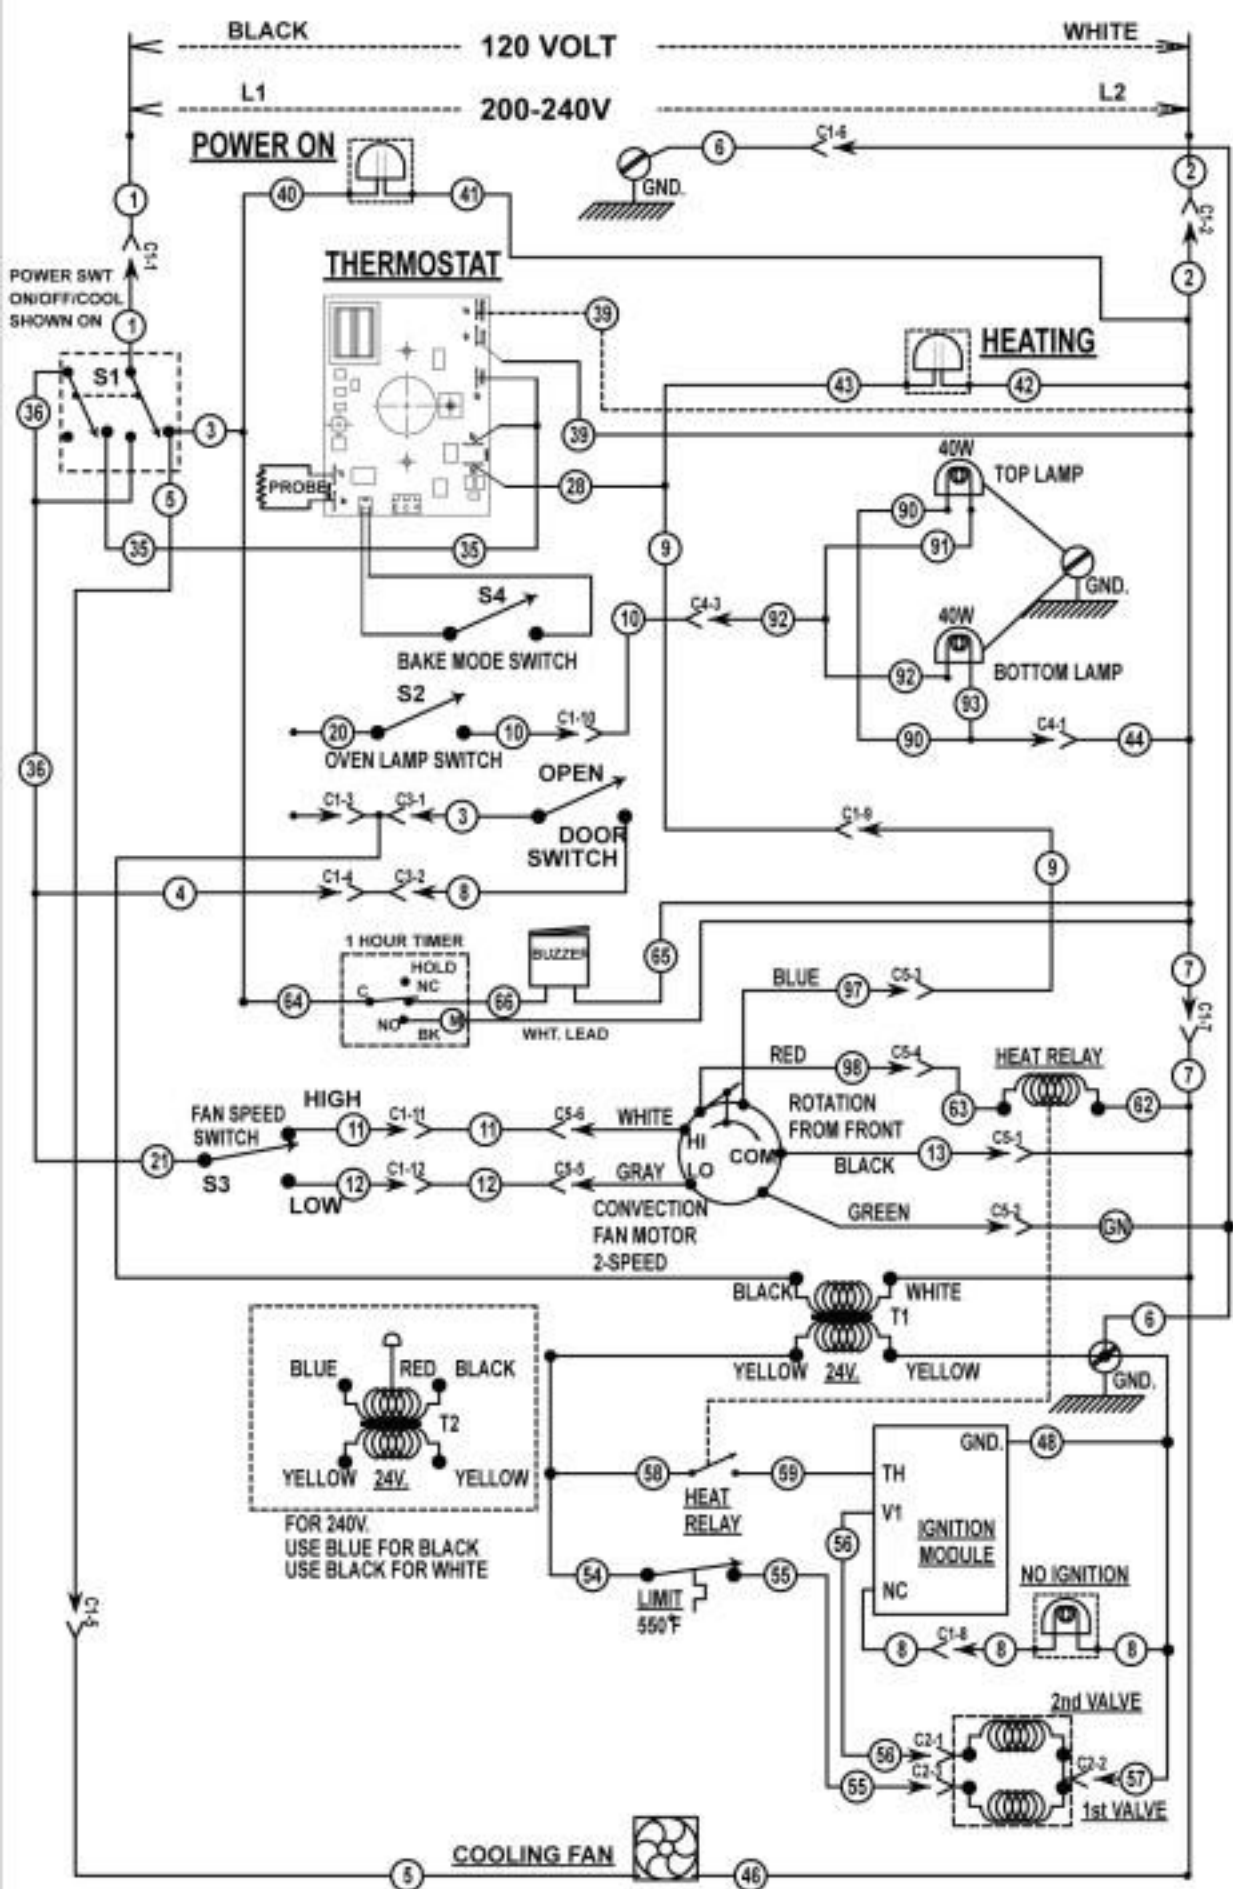 BLACK 120 VOLT WHITE
L1 200-240V L2
POWER ON
6 C1-6
GND.
1
2
40 41
C1-1
C1-2
POWER SWT
ON/OFF/COOL
SHOWN ON
1
2
THERMOSTAT
39
HEATING
S1
43 42
36
3
39
40W
TOP LAMP
PROBE
28
5
90
35 35
9
91
GND.
S4
10 C4-3 92
40W
BAKE MODE SWITCH
92
BOTTOM LAMP
93
S2
20 10 C1-10
90 C4-1 44
OVEN LAMP SWITCH
36
OPEN
C1-3 C3-1 3
DOOR
SWITCH
C1-9
9
4 C1-4 C3-2 8
1 HOUR TIMER
HOLD
NC
BUZZER
65
C
64 66
NO
BK
M
WHT. LEAD
BLUE 97 C5-3
7
C1-7
RED 98 C5-4
HEAT RELAY
7
63 62
FAN SPEED
SWITCH
HIGH
11 C1-11 11 C5-6 WHITE
ROTATION
FROM FRONT
HI
COM
LO
BLACK 13 C5-1
21
S3
12 C1-12 12 C5-5 GRAY
LOW
CONVECTION
FAN MOTOR
2-SPEED
GREEN C5-2 GN
BLACK WHITE
T1
YELLOW 24V. YELLOW
6
GND.
BLUE RED BLACK
T2
YELLOW 24V. YELLOW
FOR 240V.
USE BLUE FOR BLACK
USE BLACK FOR WHITE
GND. 48
58 59 TH
HEAT
RELAY
V1
56
IGNITION
MODULE
54 55
LIMIT
550°F
NC
NO IGNITION
8 C1-8 8 8
C1-5
2nd VALVE
56 C2-1
55 C2-3
C2-2 57
1st VALVE
COOLING FAN
5 46